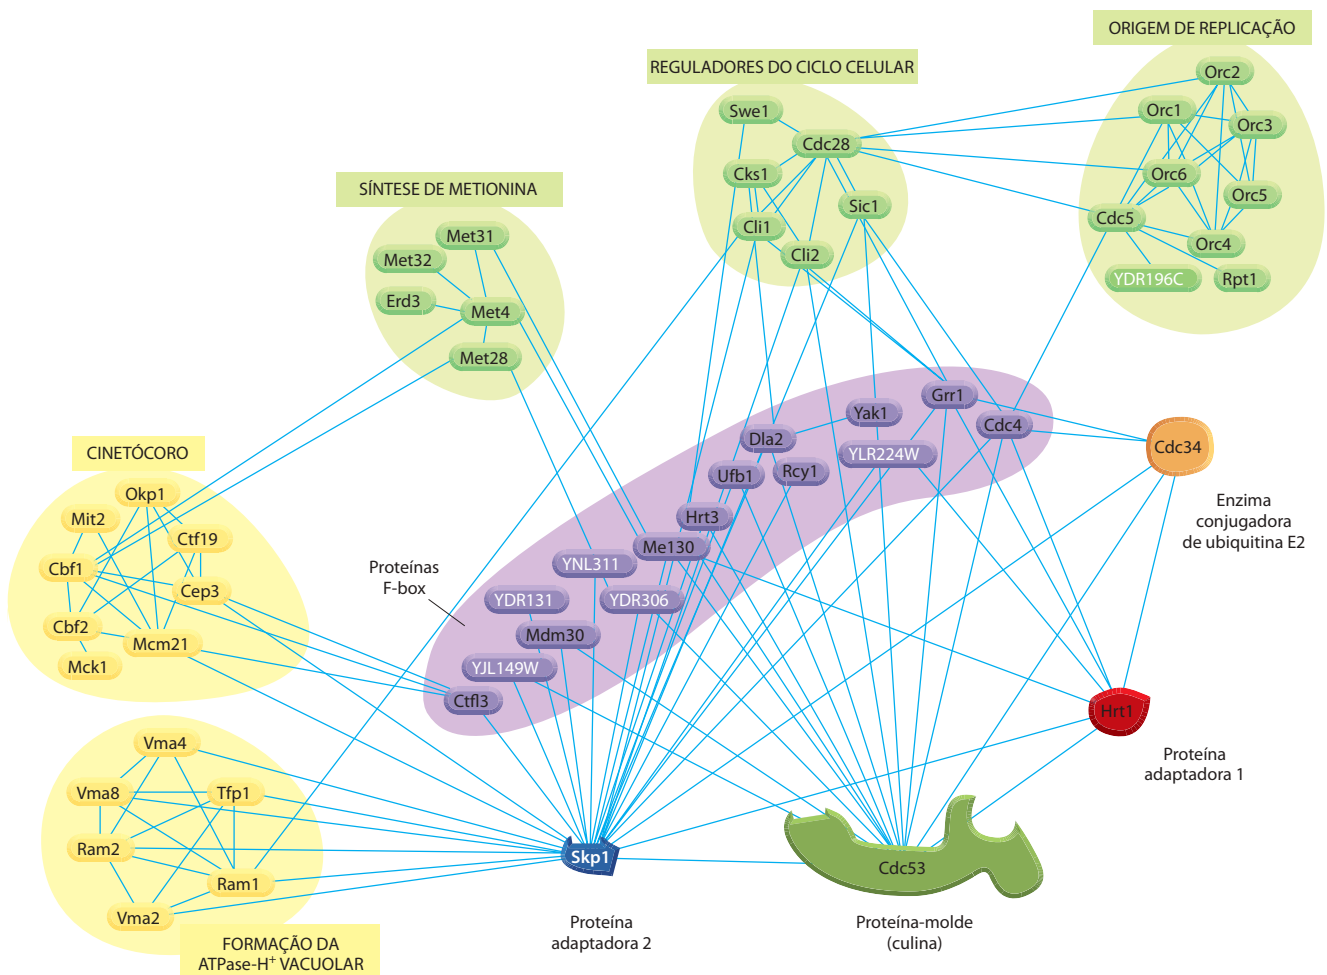 ORIGEM DE REPLICAÇÃO
Orc2
Orc1
Orc3
Orc6
Orc5
Cdc5
Orc4
YDR196C
Rpt1
REGULADORES DO CICLO CELULAR
Swe1
Cdc28
Cks1
Sic1
Cli1
Cli2
SÍNTESE DE METIONINA
Met31
Met32
Erd3
Met4
Met28
CINETÓCORO
Okp1
Mit2
Ctf19
Cbf1
Cep3
Cbf2
Mcm21
Mck1
Proteínas
F-box
Grr1
Yak1
Cdc4
Dla2
YLR224W
Ufb1
Rcy1
Hrt3
Me130
YNL311
YDR131
YDR306
Mdm30
YJL149W
Ctfl3
Cdc34
Enzima
conjugadora
de ubiquitina E2
Hrt1
Proteína
adaptadora 1
Vma4
Vma8
Tfp1
Ram2
Ram1
Vma2
FORMAÇÃO DA
ATPase-H⁺ VACUOLAR
Skp1
Proteína
adaptadora 2
Cdc53
Proteína-molde
(culina)